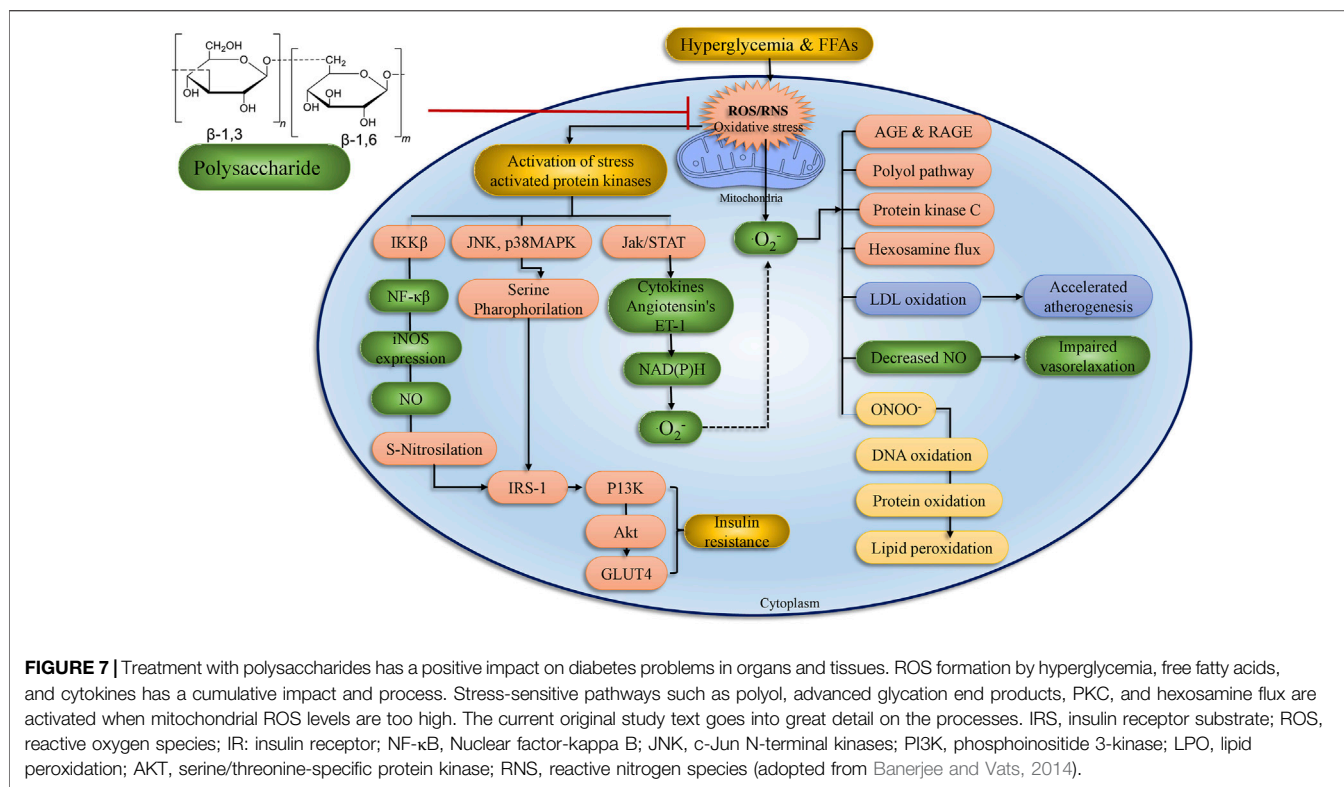 CH₂OH
O
O
OH
OH
n
β-1,3
CH₂
O
O
OH
OH
OH
m
β-1,6
Polysaccharide
Hyperglycemia & FFAs
ROS/RNS
Oxidative stress
Mitochondria
Activation of stress
activated protein kinases
IKKβ
JNK, p38MAPK
Jak/STAT
NF-κβ
Serine
Pharophorilation
Cytokines
Angiotensin's
ET-1
iNOS
expression
NAD(P)H
NO
·O₂⁻
S-Nitrosilation
IRS-1
P13K
Akt
GLUT4
Insulin
resistance
·O₂⁻
AGE & RAGE
Polyol pathway
Protein kinase C
Hexosamine flux
LDL oxidation
Accelerated
atherogenesis
Decreased NO
Impaired
vasorelaxation
ONOO⁻
DNA oxidation
Protein oxidation
Lipid peroxidation
Cytoplasm
FIGURE 7 | Treatment with polysaccharides has a positive impact on diabetes problems in organs and tissues. ROS formation by hyperglycemia, free fatty acids,
and cytokines has a cumulative impact and process. Stress-sensitive pathways such as polyol, advanced glycation end products, PKC, and hexosamine flux are
activated when mitochondrial ROS levels are too high. The current original study text goes into great detail on the processes. IRS, insulin receptor substrate; ROS,
reactive oxygen species; IR: insulin receptor; NF-κB, Nuclear factor-kappa B; JNK, c-Jun N-terminal kinases; PI3K, phosphoinositide 3-kinase; LPO, lipid
peroxidation; AKT, serine/threonine-specific protein kinase; RNS, reactive nitrogen species (adopted from Banerjee and Vats, 2014).